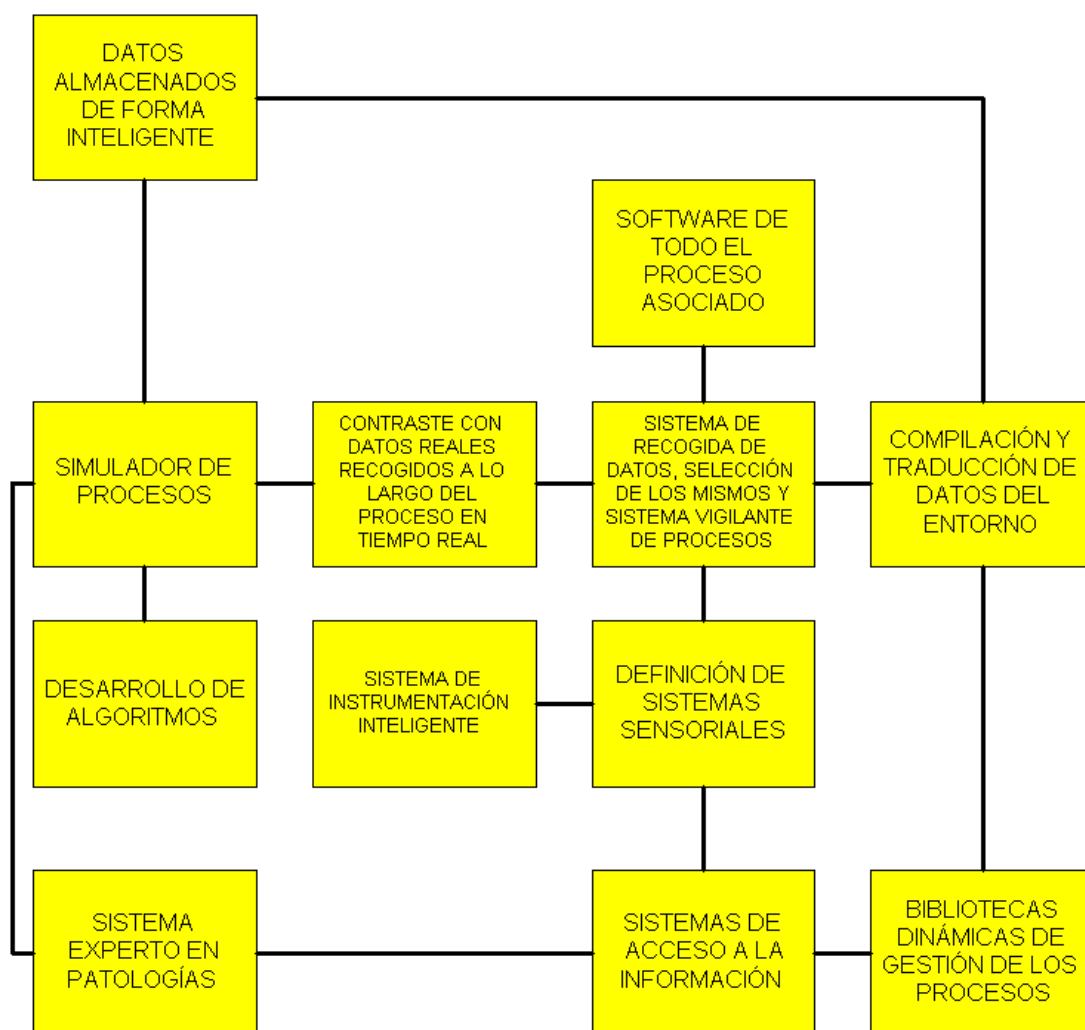 DATOS
ALMACENADOS
DE FORMA
INTELIGENTE
SOFTWARE DE
TODO EL
PROCESO
ASOCIADO
SIMULADOR DE
PROCESOS
CONTRASTE CON
DATOS REALES
RECOGIDOS A LO
LARGO DEL
PROCESO EN
TIEMPO REAL
SISTEMA DE
RECOGIDA DE
DATOS, SELECCIÓN
DE LOS MISMOS Y
SISTEMA VIGILANTE
DE PROCESOS
COMPILACIÓN Y
TRADUCCIÓN DE
DATOS DEL
ENTORNO
DESARROLLO DE
ALGORITMOS
SISTEMA DE
INSTRUMENTACIÓN
INTELIGENTE
DEFINICIÓN DE
SISTEMAS
SENSORIALES
SISTEMA
EXPERTO EN
PATOLOGÍAS
SISTEMAS DE
ACCESO A LA
INFORMACIÓN
BIBLIOTECAS
DINÁMICAS DE
GESTIÓN DE LOS
PROCESOS